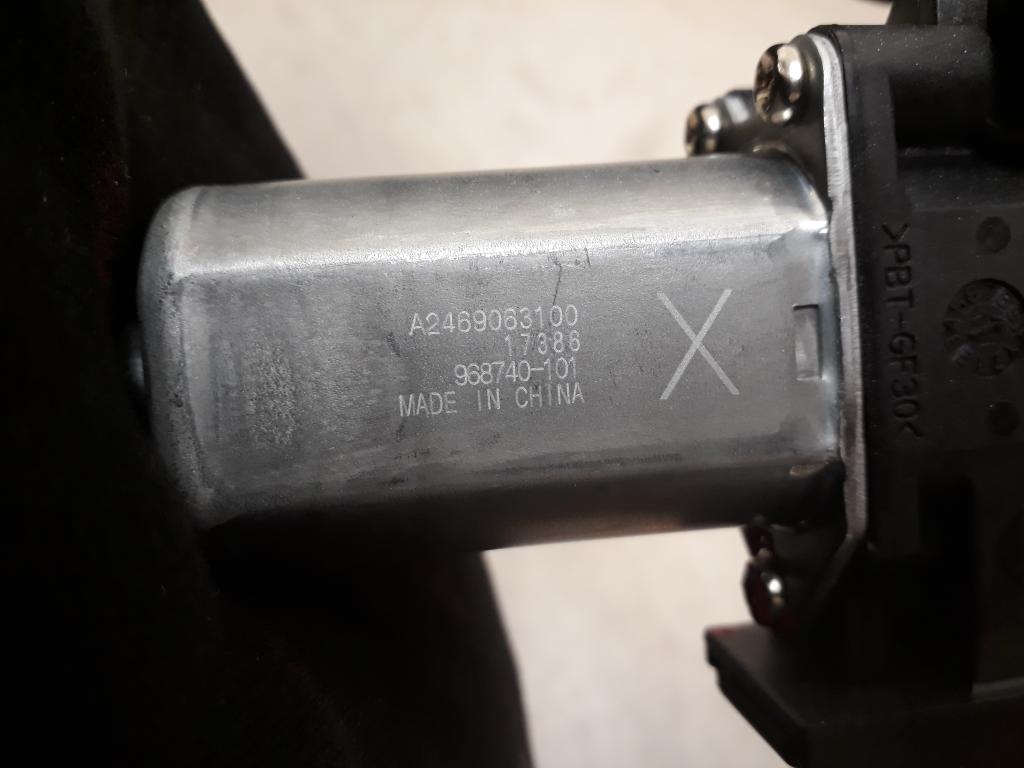 A2469063100
17386
968740-101
MADE IN CHINA
X
>PBT-GF30<